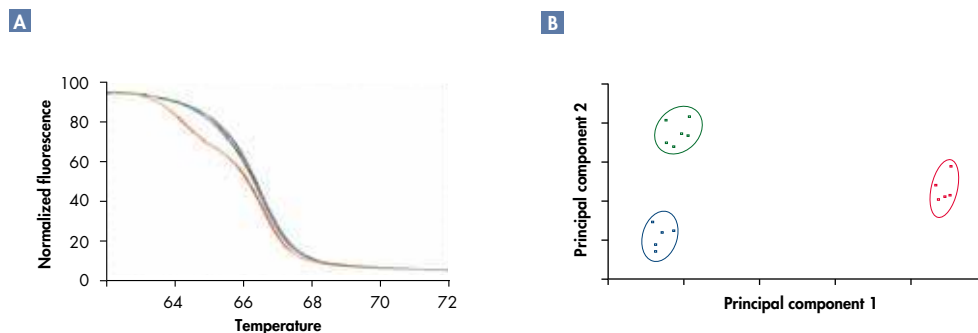 A
B
Normalized fluorescence
100
80
60
40
20
0
64
66
68
70
72
Temperature
Principal component 2
Principal component 1